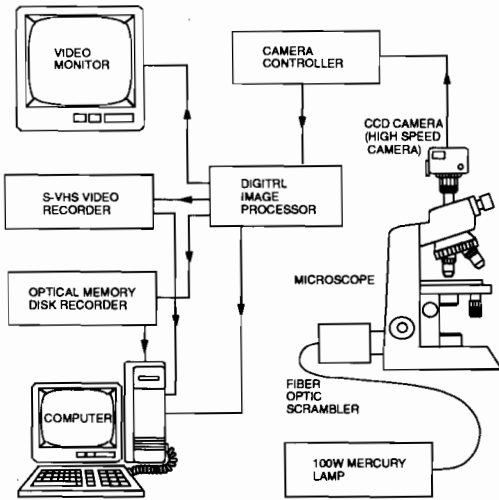 VIDEO
MONITOR
CAMERA
CONTROLLER
CCD CAMERA
(HIGH SPEED
CAMERA)
S-VHS VIDEO
RECORDER
DIGITRL
IMAGE
PROCESSOR
OPTICAL MEMORY
DISK RECORDER
MICROSCOPE
COMPUTER
FIBER
OPTIC
SCRAMBLER
100W MERCURY
LAMP